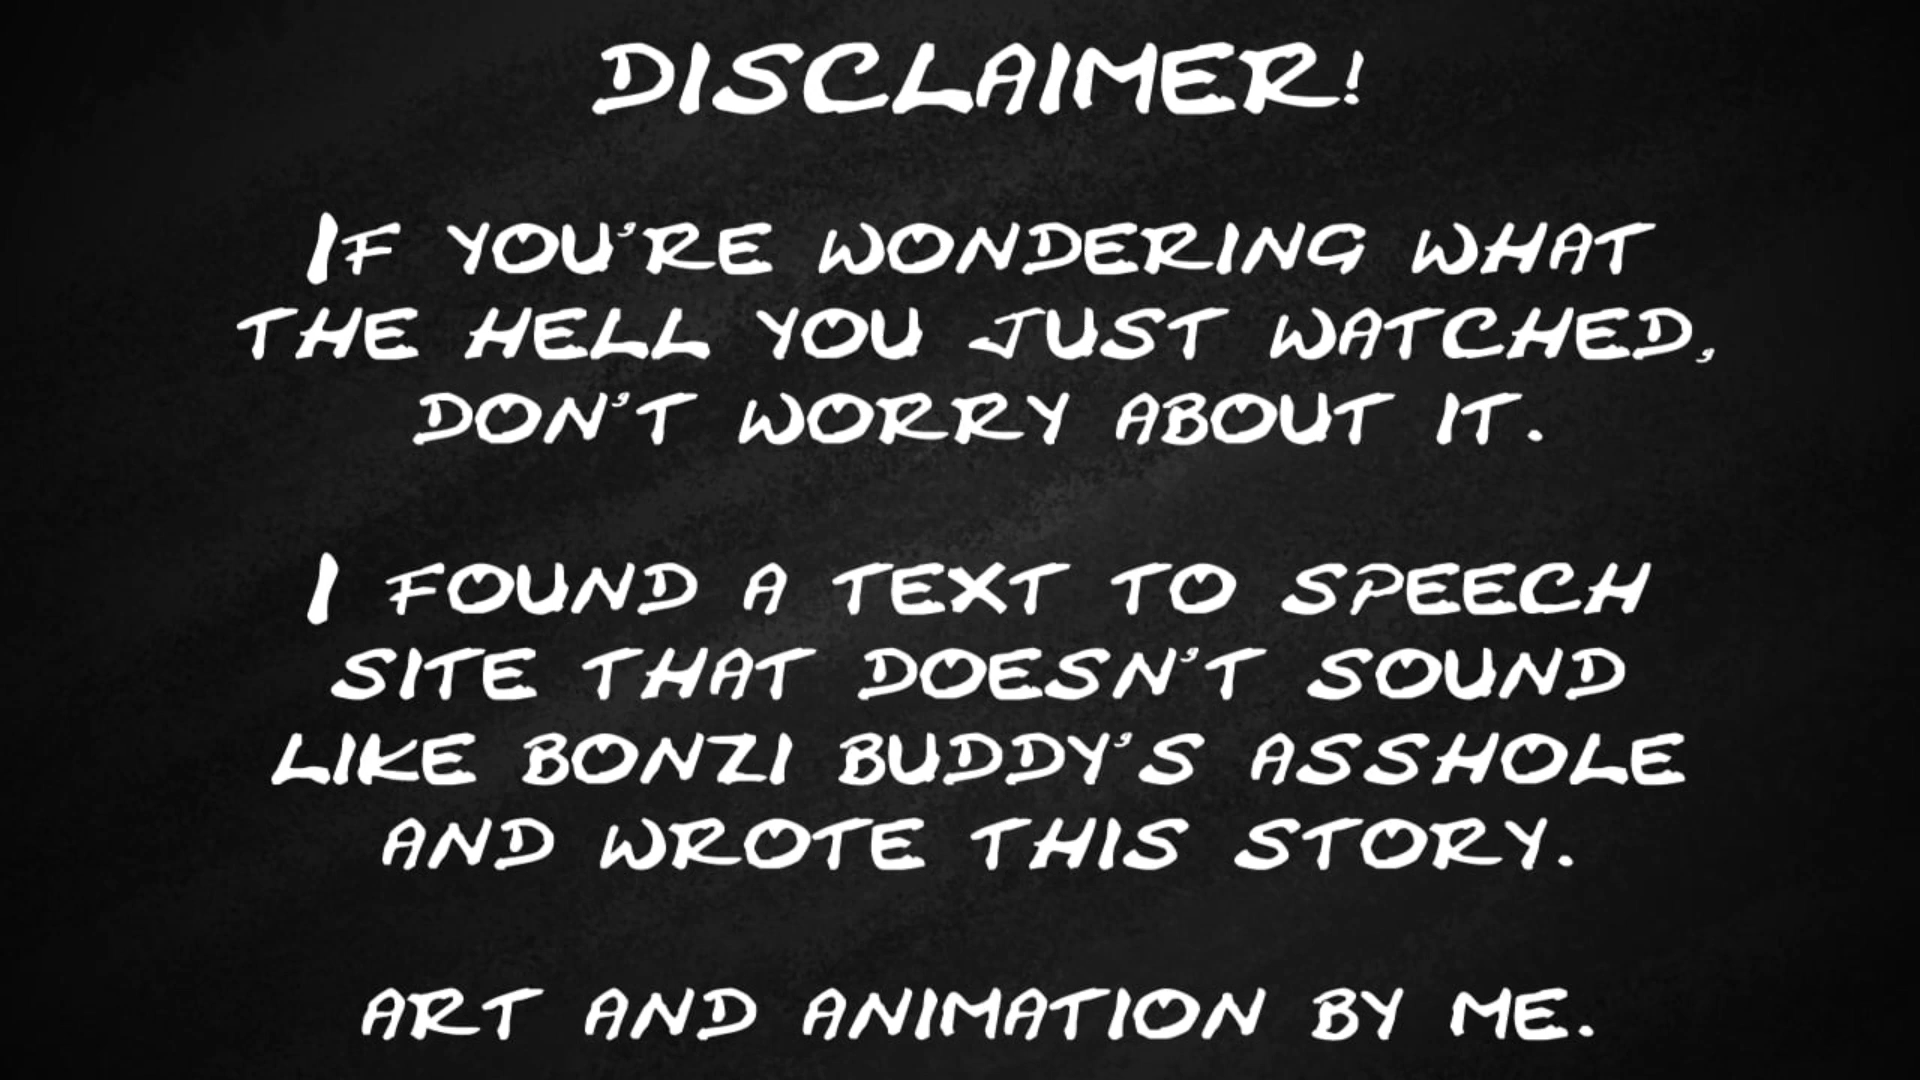 DISCLAIMER!
IF YOU'RE WONDERING WHAT
THE HELL YOU JUST WATCHED,
DON'T WORRY ABOUT IT.
I FOUND A TEXT TO SPEECH
SITE THAT DOESN'T SOUND
LIKE BONZI BUDDY'S ASSHOLE
AND WROTE THIS STORY.
ART AND ANIMATION BY ME.